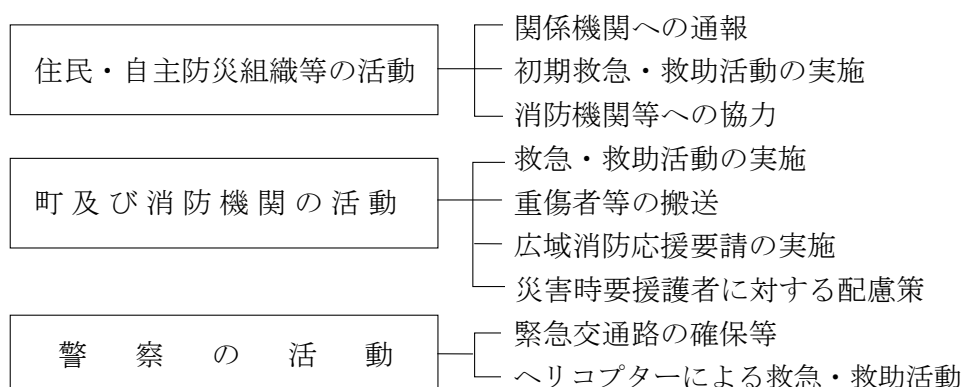 関係機関への通報
住民・自主防災組織等の活動
初期救急・救助活動の実施
消防機関等への協力
救急・救助活動の実施
町及び消防機関の活動
重傷者等の搬送
広域消防応援要請の実施
災害時要援護者に対する配慮策
緊急交通路の確保等
警察の活動
ヘリコプターによる救急・救助活動